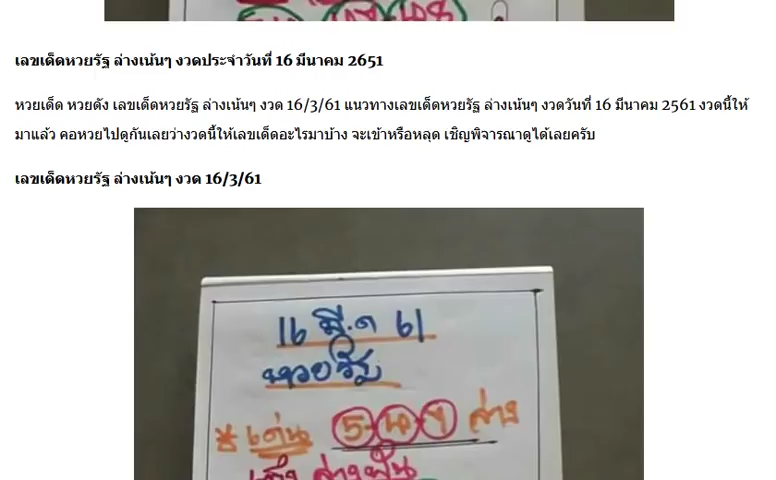 เลขเด็ดหวยรัฐ ล่างเน้นๆ งวดประจำวันที่ 16 มีนาคม 2651
หวยเด็ด หวยดัง เลขเด็ดหวยรัฐ ล่างเน้นๆ งวด 16/3/61 แนวทางเลขเด็ดหวยรัฐ ล่างเน้นๆ งวดวันที่ 16 มีนาคม 2561 งวดนี้ให้
มาแล้ว คอหวยไปดูกันเลยว่างวดนี้ให้เลขเด็ดอะไรมาบ้าง จะเข้าหรือหลุด เชิญพิจารณาดูได้เลยครับ
เลขเด็ดหวยรัฐ ล่างเน้นๆ งวด 16/3/61
16 มี.ค 61
หวยรัฐ
* เด่น ล่าง